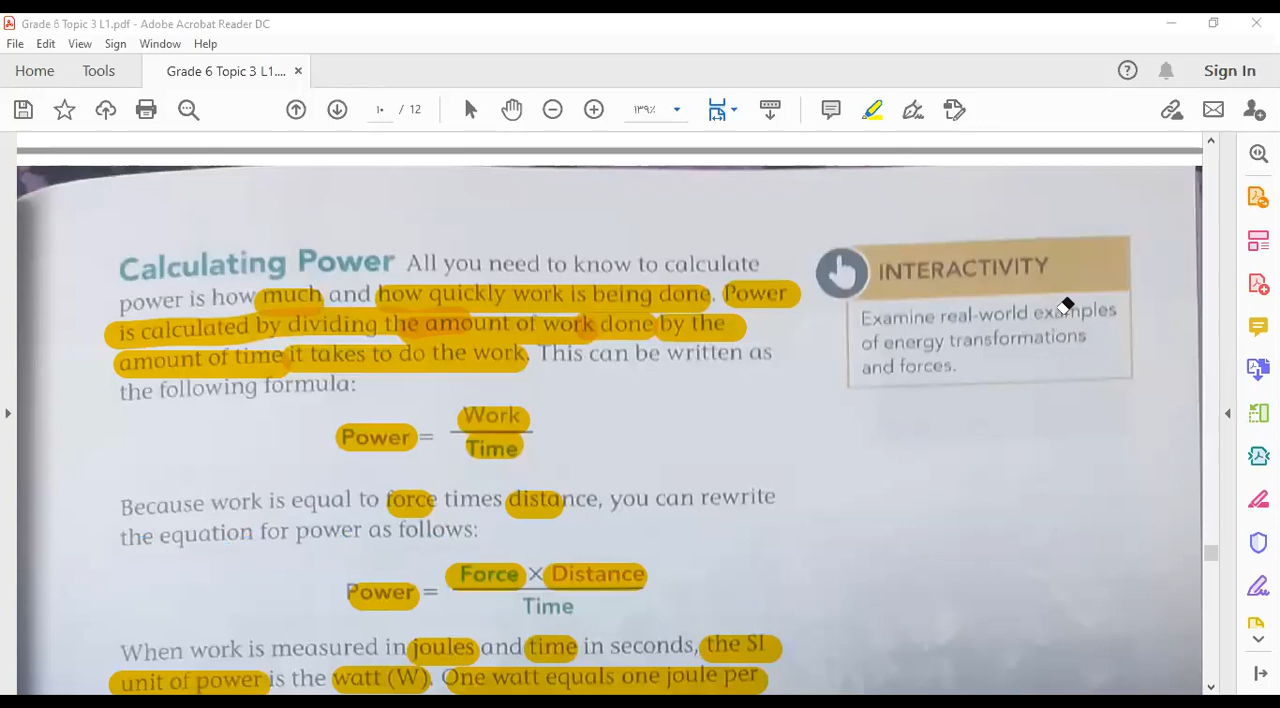 Grade 6 Topic 3 L1.pdf - Adobe Acrobat Reader DC
File Edit View Sign Window Help
Home Tools Grade 6 Topic 3 L1.... × Sign In
١٠ / 12 ١٣٩%
Calculating Power All you need to know to calculate
power is how much and how quickly work is being done. Power
is calculated by dividing the amount of work done by the
amount of time it takes to do the work. This can be written as
the following formula:
Power = Work
Time
Because work is equal to force times distance, you can rewrite
the equation for power as follows:
Power = Force × Distance
Time
When work is measured in joules and time in seconds, the SI
unit of power is the watt (W). One watt equals one joule per
INTERACTIVITY
Examine real-world examples
of energy transformations
and forces.